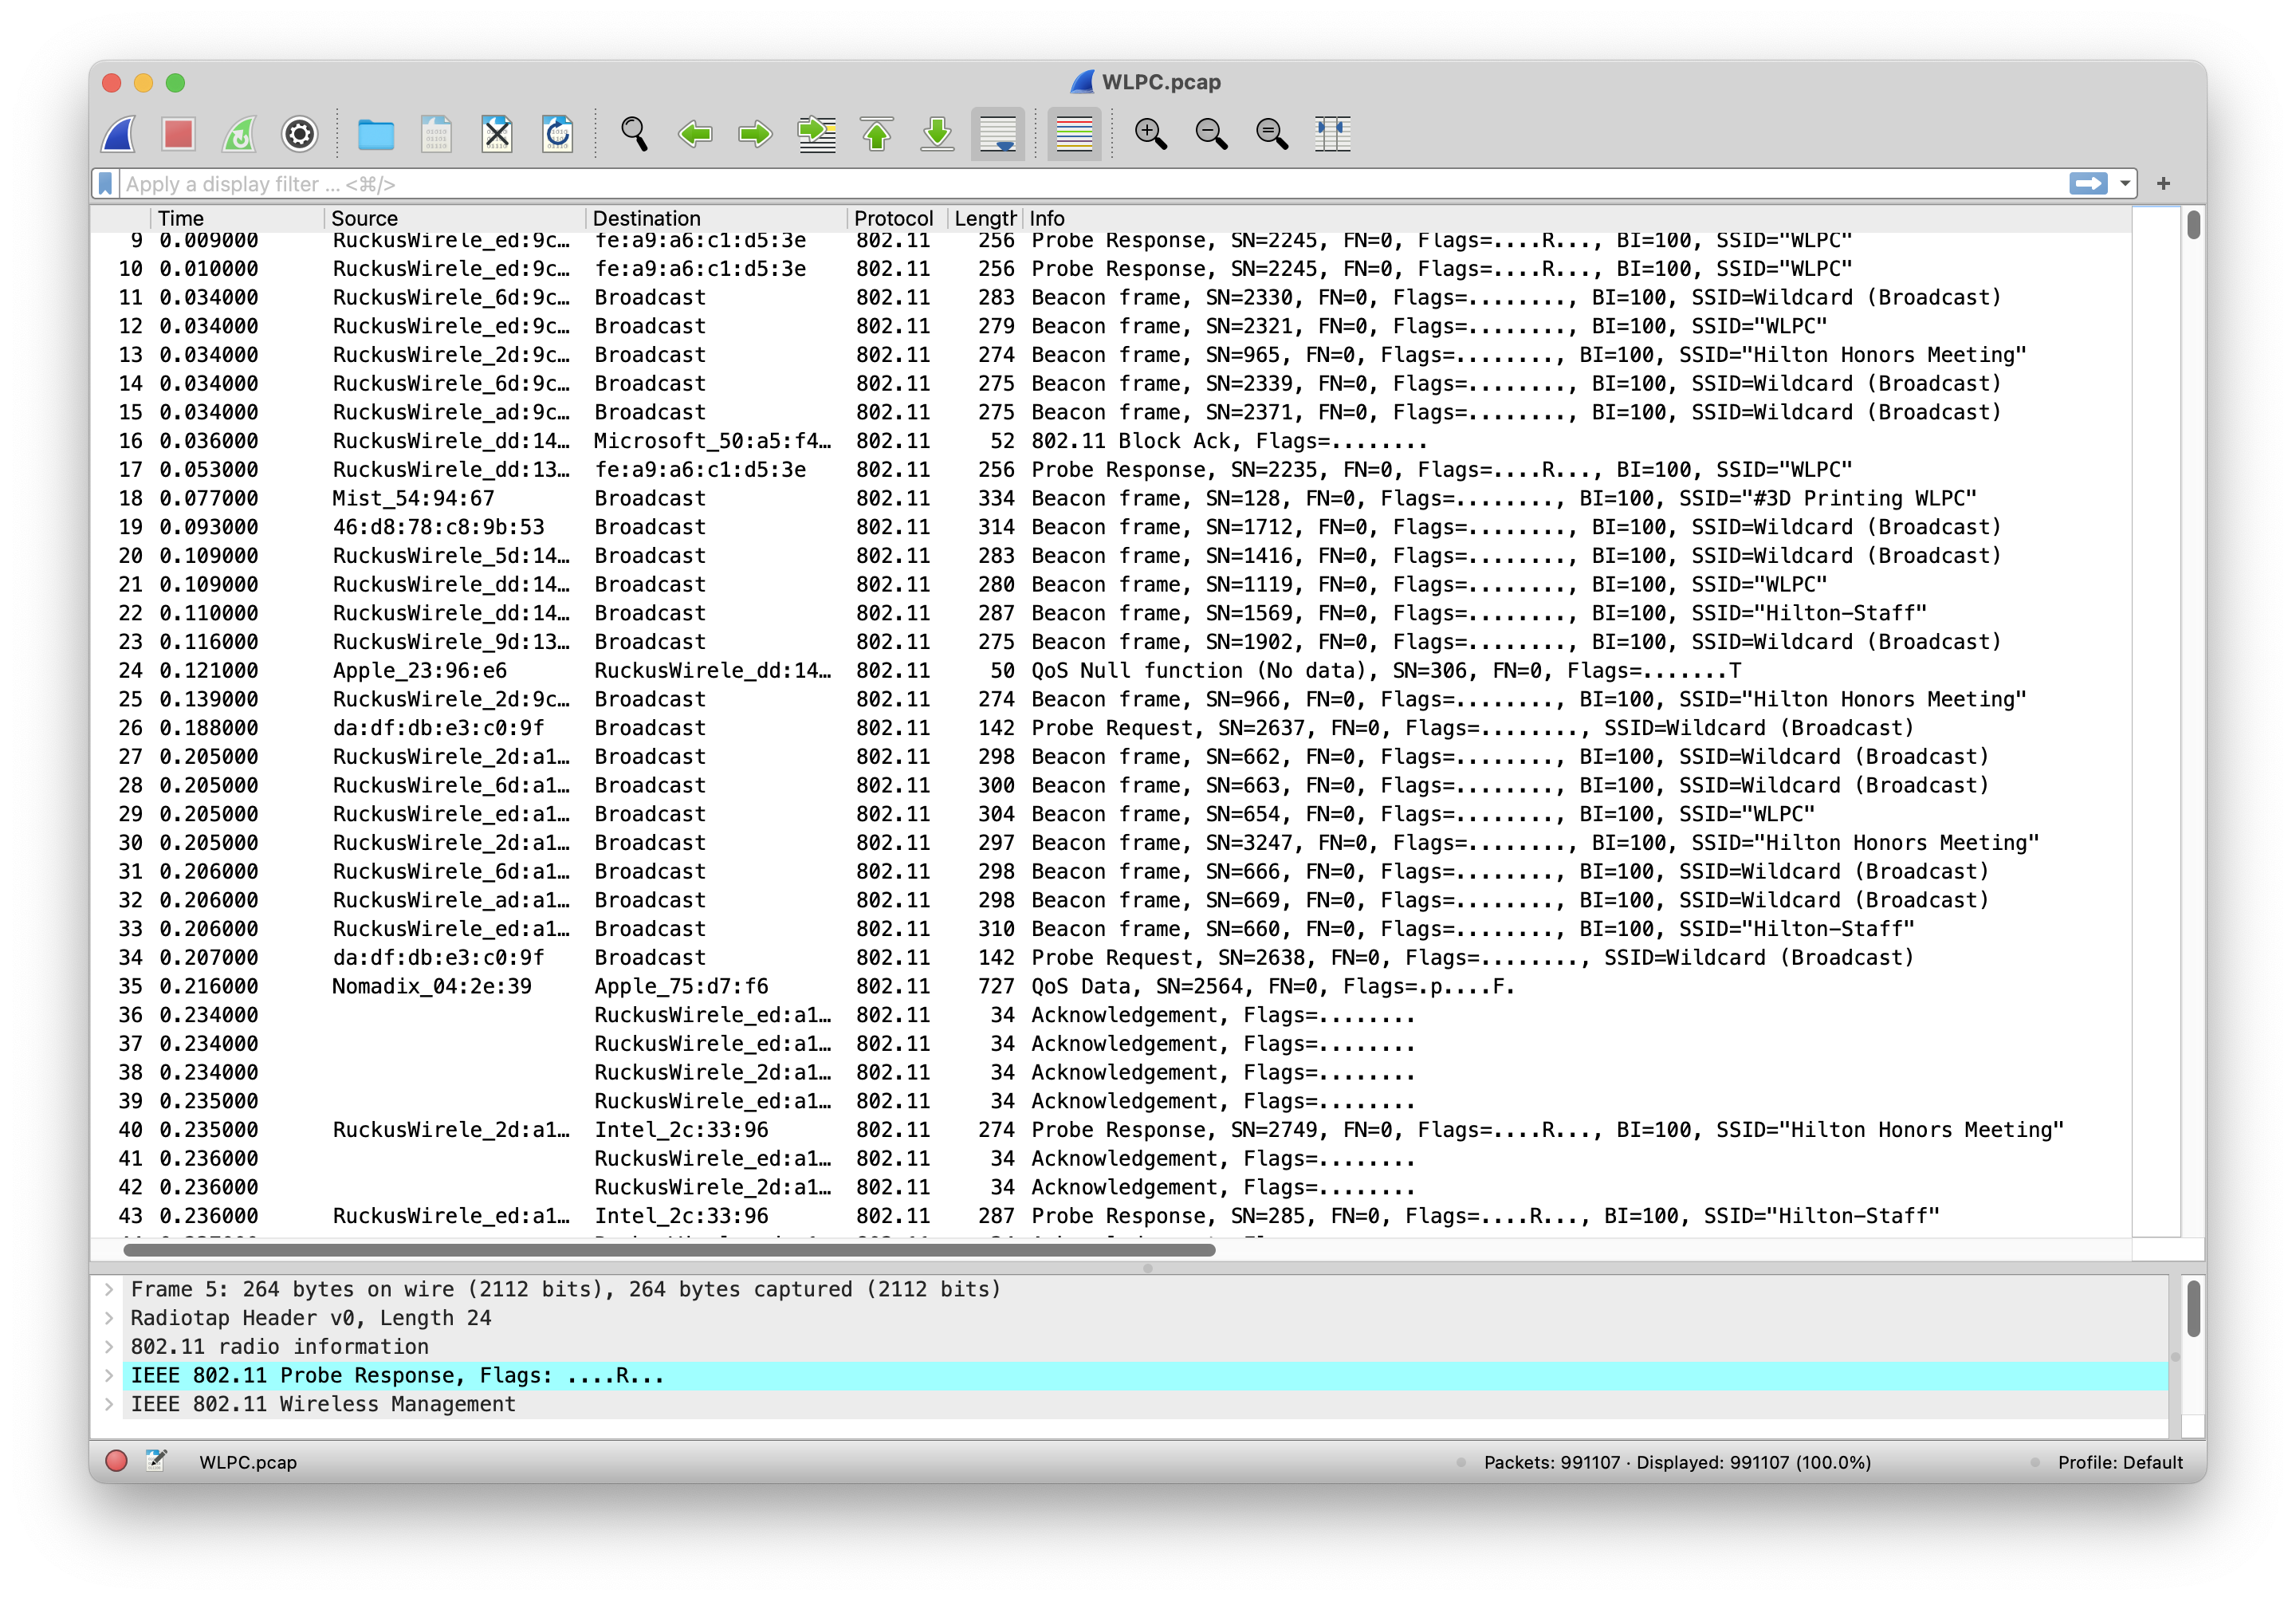 WLPC.pcap
Apply a display filter ... <⌘/>
Time Source Destination Protocol Length Info
9 0.009000 RuckusWirele_ed:9c… fe:a9:a6:c1:d5:3e 802.11 256 Probe Response, SN=2245, FN=0, Flags=....R..., BI=100, SSID="WLPC"
10 0.010000 RuckusWirele_ed:9c… fe:a9:a6:c1:d5:3e 802.11 256 Probe Response, SN=2245, FN=0, Flags=....R..., BI=100, SSID="WLPC"
11 0.034000 RuckusWirele_6d:9c… Broadcast 802.11 283 Beacon frame, SN=2330, FN=0, Flags=........, BI=100, SSID=Wildcard (Broadcast)
12 0.034000 RuckusWirele_ed:9c… Broadcast 802.11 279 Beacon frame, SN=2321, FN=0, Flags=........, BI=100, SSID="WLPC"
13 0.034000 RuckusWirele_2d:9c… Broadcast 802.11 274 Beacon frame, SN=965, FN=0, Flags=........, BI=100, SSID="Hilton Honors Meeting"
14 0.034000 RuckusWirele_6d:9c… Broadcast 802.11 275 Beacon frame, SN=2339, FN=0, Flags=........, BI=100, SSID=Wildcard (Broadcast)
15 0.034000 RuckusWirele_ad:9c… Broadcast 802.11 275 Beacon frame, SN=2371, FN=0, Flags=........, BI=100, SSID=Wildcard (Broadcast)
16 0.036000 RuckusWirele_dd:14… Microsoft_50:a5:f4… 802.11 52 802.11 Block Ack, Flags=........
17 0.053000 RuckusWirele_dd:13… fe:a9:a6:c1:d5:3e 802.11 256 Probe Response, SN=2235, FN=0, Flags=....R..., BI=100, SSID="WLPC"
18 0.077000 Mist_54:94:67 Broadcast 802.11 334 Beacon frame, SN=128, FN=0, Flags=........, BI=100, SSID="#3D Printing WLPC"
19 0.093000 46:d8:78:c8:9b:53 Broadcast 802.11 314 Beacon frame, SN=1712, FN=0, Flags=........, BI=100, SSID=Wildcard (Broadcast)
20 0.109000 RuckusWirele_5d:14… Broadcast 802.11 283 Beacon frame, SN=1416, FN=0, Flags=........, BI=100, SSID=Wildcard (Broadcast)
21 0.109000 RuckusWirele_dd:14… Broadcast 802.11 280 Beacon frame, SN=1119, FN=0, Flags=........, BI=100, SSID="WLPC"
22 0.110000 RuckusWirele_dd:14… Broadcast 802.11 287 Beacon frame, SN=1569, FN=0, Flags=........, BI=100, SSID="Hilton-Staff"
23 0.116000 RuckusWirele_9d:13… Broadcast 802.11 275 Beacon frame, SN=1902, FN=0, Flags=........, BI=100, SSID=Wildcard (Broadcast)
24 0.121000 Apple_23:96:e6 RuckusWirele_dd:14… 802.11 50 QoS Null function (No data), SN=306, FN=0, Flags=.......T
25 0.139000 RuckusWirele_2d:9c… Broadcast 802.11 274 Beacon frame, SN=966, FN=0, Flags=........, BI=100, SSID="Hilton Honors Meeting"
26 0.188000 da:df:db:e3:c0:9f Broadcast 802.11 142 Probe Request, SN=2637, FN=0, Flags=........, SSID=Wildcard (Broadcast)
27 0.205000 RuckusWirele_2d:a1… Broadcast 802.11 298 Beacon frame, SN=662, FN=0, Flags=........, BI=100, SSID=Wildcard (Broadcast)
28 0.205000 RuckusWirele_6d:a1… Broadcast 802.11 300 Beacon frame, SN=663, FN=0, Flags=........, BI=100, SSID=Wildcard (Broadcast)
29 0.205000 RuckusWirele_ed:a1… Broadcast 802.11 304 Beacon frame, SN=654, FN=0, Flags=........, BI=100, SSID="WLPC"
30 0.205000 RuckusWirele_2d:a1… Broadcast 802.11 297 Beacon frame, SN=3247, FN=0, Flags=........, BI=100, SSID="Hilton Honors Meeting"
31 0.206000 RuckusWirele_6d:a1… Broadcast 802.11 298 Beacon frame, SN=666, FN=0, Flags=........, BI=100, SSID=Wildcard (Broadcast)
32 0.206000 RuckusWirele_ad:a1… Broadcast 802.11 298 Beacon frame, SN=669, FN=0, Flags=........, BI=100, SSID=Wildcard (Broadcast)
33 0.206000 RuckusWirele_ed:a1… Broadcast 802.11 310 Beacon frame, SN=660, FN=0, Flags=........, BI=100, SSID="Hilton-Staff"
34 0.207000 da:df:db:e3:c0:9f Broadcast 802.11 142 Probe Request, SN=2638, FN=0, Flags=........, SSID=Wildcard (Broadcast)
35 0.216000 Nomadix_04:2e:39 Apple_75:d7:f6 802.11 727 QoS Data, SN=2564, FN=0, Flags=.p....F.
36 0.234000 RuckusWirele_ed:a1… 802.11 34 Acknowledgement, Flags=........
37 0.234000 RuckusWirele_ed:a1… 802.11 34 Acknowledgement, Flags=........
38 0.234000 RuckusWirele_2d:a1… 802.11 34 Acknowledgement, Flags=........
39 0.235000 RuckusWirele_ed:a1… 802.11 34 Acknowledgement, Flags=........
40 0.235000 RuckusWirele_2d:a1… Intel_2c:33:96 802.11 274 Probe Response, SN=2749, FN=0, Flags=....R..., BI=100, SSID="Hilton Honors Meeting"
41 0.236000 RuckusWirele_ed:a1… 802.11 34 Acknowledgement, Flags=........
42 0.236000 RuckusWirele_2d:a1… 802.11 34 Acknowledgement, Flags=........
43 0.236000 RuckusWirele_ed:a1… Intel_2c:33:96 802.11 287 Probe Response, SN=285, FN=0, Flags=....R..., BI=100, SSID="Hilton-Staff"
Frame 5: 264 bytes on wire (2112 bits), 264 bytes captured (2112 bits)
Radiotap Header v0, Length 24
802.11 radio information
IEEE 802.11 Probe Response, Flags: ....R...
IEEE 802.11 Wireless Management
WLPC.pcap Packets: 991107 · Displayed: 991107 (100.0%) Profile: Default